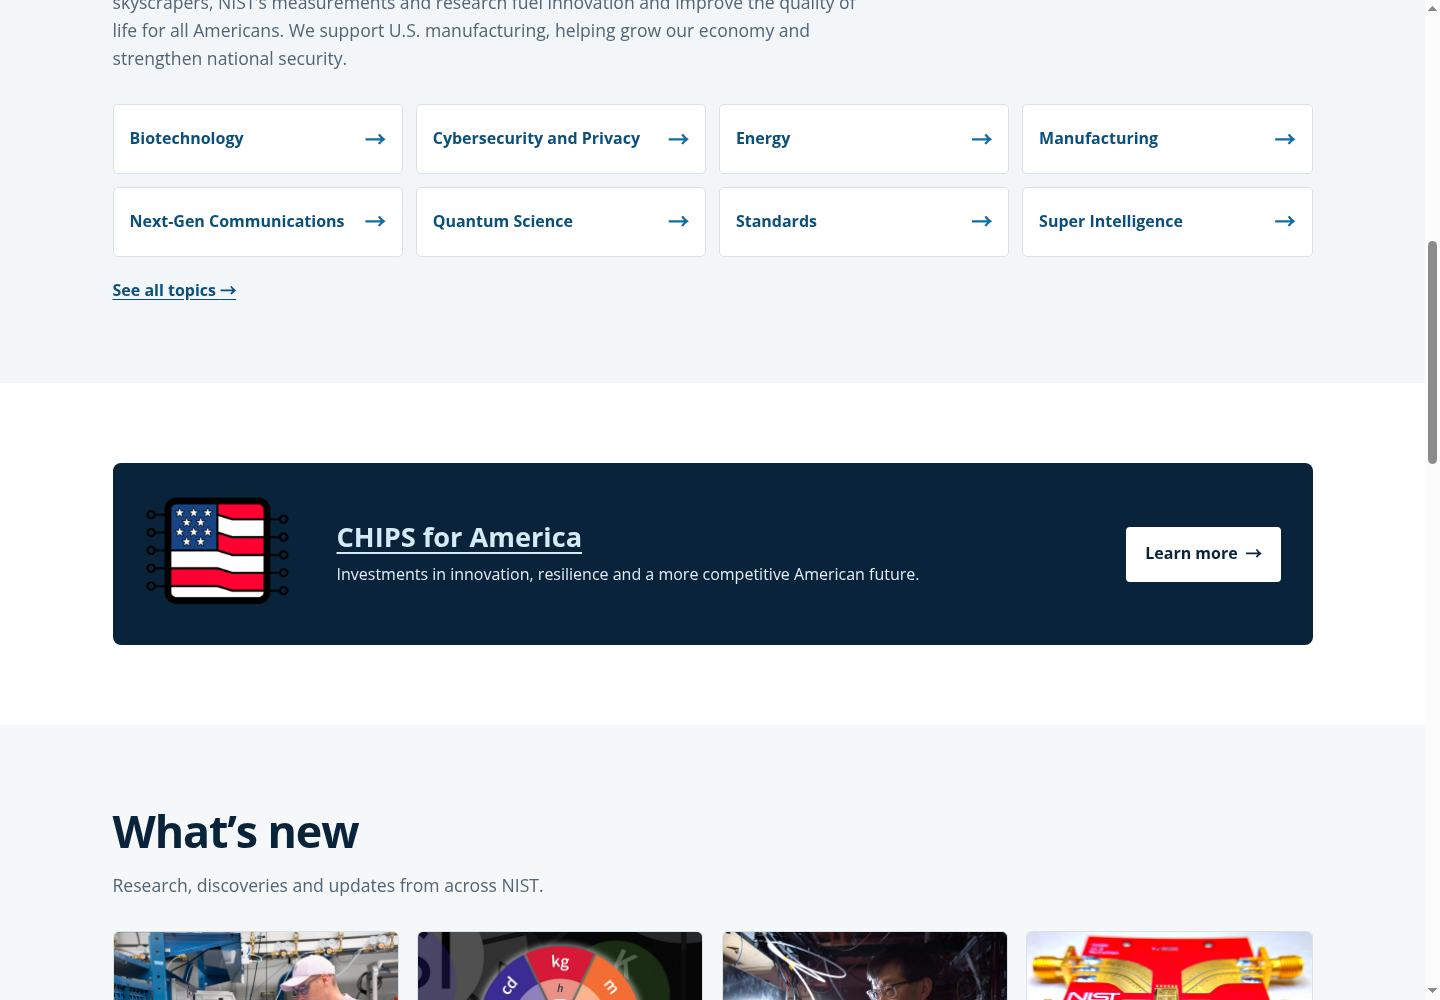 skyscrapers, NIST's measurements and research fuel innovation and improve the quality of
life for all Americans. We support U.S. manufacturing, helping grow our economy and
strengthen national security.
Biotechnology →
Cybersecurity and Privacy →
Energy →
Manufacturing →
Next-Gen Communications →
Quantum Science →
Standards →
Super Intelligence →
See all topics →
CHIPS for America
Investments in innovation, resilience and a more competitive American future.
Learn more →
What's new
Research, discoveries and updates from across NIST.
kg
K
cd
h
m
NIST